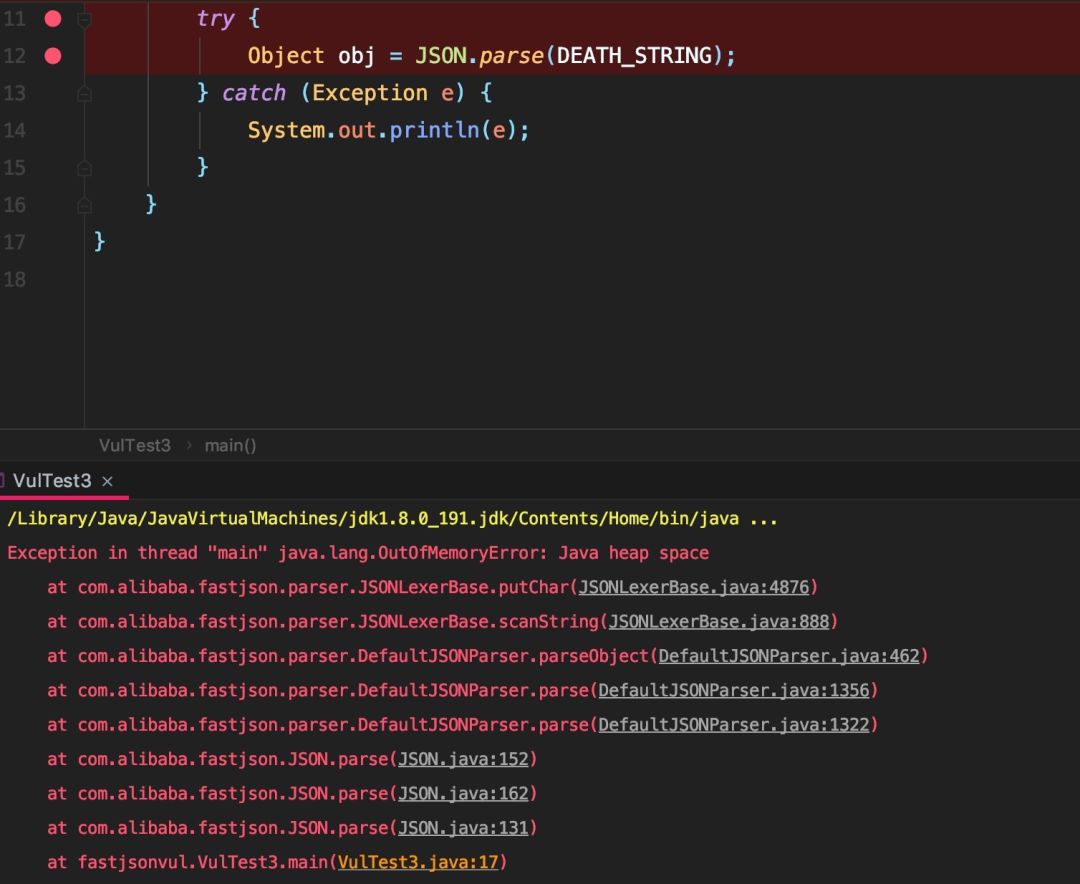 11 try {
12 Object obj = JSON.parse(DEATH_STRING);
13 } catch (Exception e) {
14 System.out.println(e);
15 }
16 }
17 }
18
VulTest3 › main()
VulTest3 ×
/Library/Java/JavaVirtualMachines/jdk1.8.0_191.jdk/Contents/Home/bin/java ...
Exception in thread "main" java.lang.OutOfMemoryError: Java heap space
at com.alibaba.fastjson.parser.JSONLexerBase.putChar(JSONLexerBase.java:4876)
at com.alibaba.fastjson.parser.JSONLexerBase.scanString(JSONLexerBase.java:888)
at com.alibaba.fastjson.parser.DefaultJSONParser.parseObject(DefaultJSONParser.java:462)
at com.alibaba.fastjson.parser.DefaultJSONParser.parse(DefaultJSONParser.java:1356)
at com.alibaba.fastjson.parser.DefaultJSONParser.parse(DefaultJSONParser.java:1322)
at com.alibaba.fastjson.JSON.parse(JSON.java:152)
at com.alibaba.fastjson.JSON.parse(JSON.java:162)
at com.alibaba.fastjson.JSON.parse(JSON.java:131)
at fastjsonvul.VulTest3.main(VulTest3.java:17)